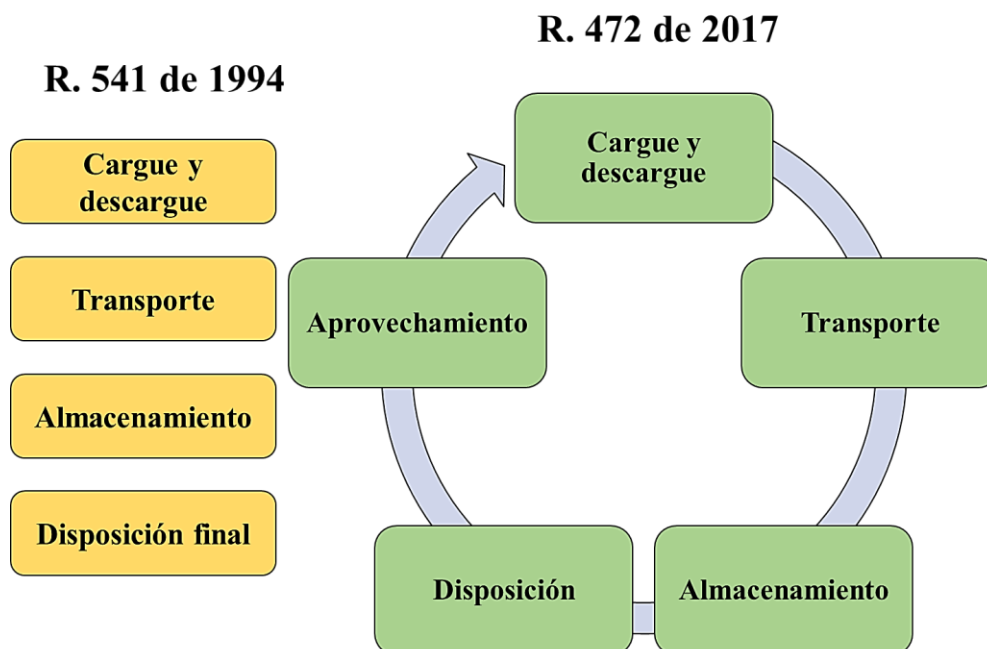 R. 541 de 1994
Cargue y
descargue
Transporte
Almacenamiento
Disposición final
R. 472 de 2017
Cargue y
descargue
Transporte
Almacenamiento
Disposición
Aprovechamiento